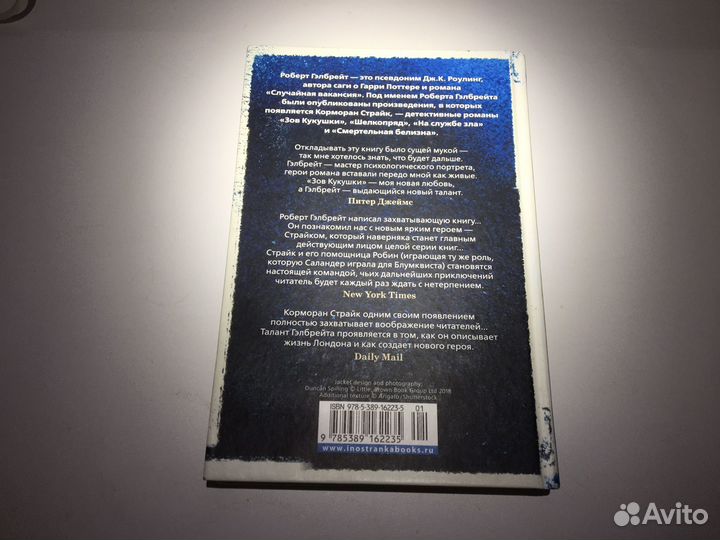 Роберт Гэлбрейт — это псевдоним Дж.К. Роулинг,
автора саги о Гарри Поттере и романа
«Случайная вакансия». Под именем Роберта Гэлбрейта
были опубликованы произведения, в которых
появляется Корморан Страйк, — детективные романы
«Зов Кукушки», «Шелкопряд», «На службе зла»
и «Смертельная белизна».
Откладывать эту книгу было сущей мукой —
так мне хотелось знать, что будет дальше.
Гэлбрейт — мастер психологического портрета,
герои романа вставали передо мной как живые.
«Зов Кукушки» — моя новая любовь,
а Гэлбрейт — выдающийся новый талант.
Питер Джеймс
Роберт Гэлбрейт написал захватывающую книгу...
Он познакомил нас с новым ярким героем —
Страйком, который наверняка станет главным
действующим лицом целой серии книг...
Страйк и его помощница Робин (играющая ту же роль,
которую Саландер играла для Блумквиста) становятся
настоящей командой, чьих дальнейших приключений
читатель будет каждый раз ждать с нетерпением.
New York Times
Корморан Страйк одним своим появлением
полностью захватывает воображение читателей...
Талант Гэлбрейта проявляется в том, как он описывает
жизнь Лондона и как создает нового героя.
Daily Mail
Jacket design and photography:
Duncan Spilling © Little, Brown Book Group Ltd 2018
Additional texture © Arigato/Shutterstock
ISBN 978-5-389-16223-5
01
9 785389 162235
www.inostrankabooks.ru
Avito